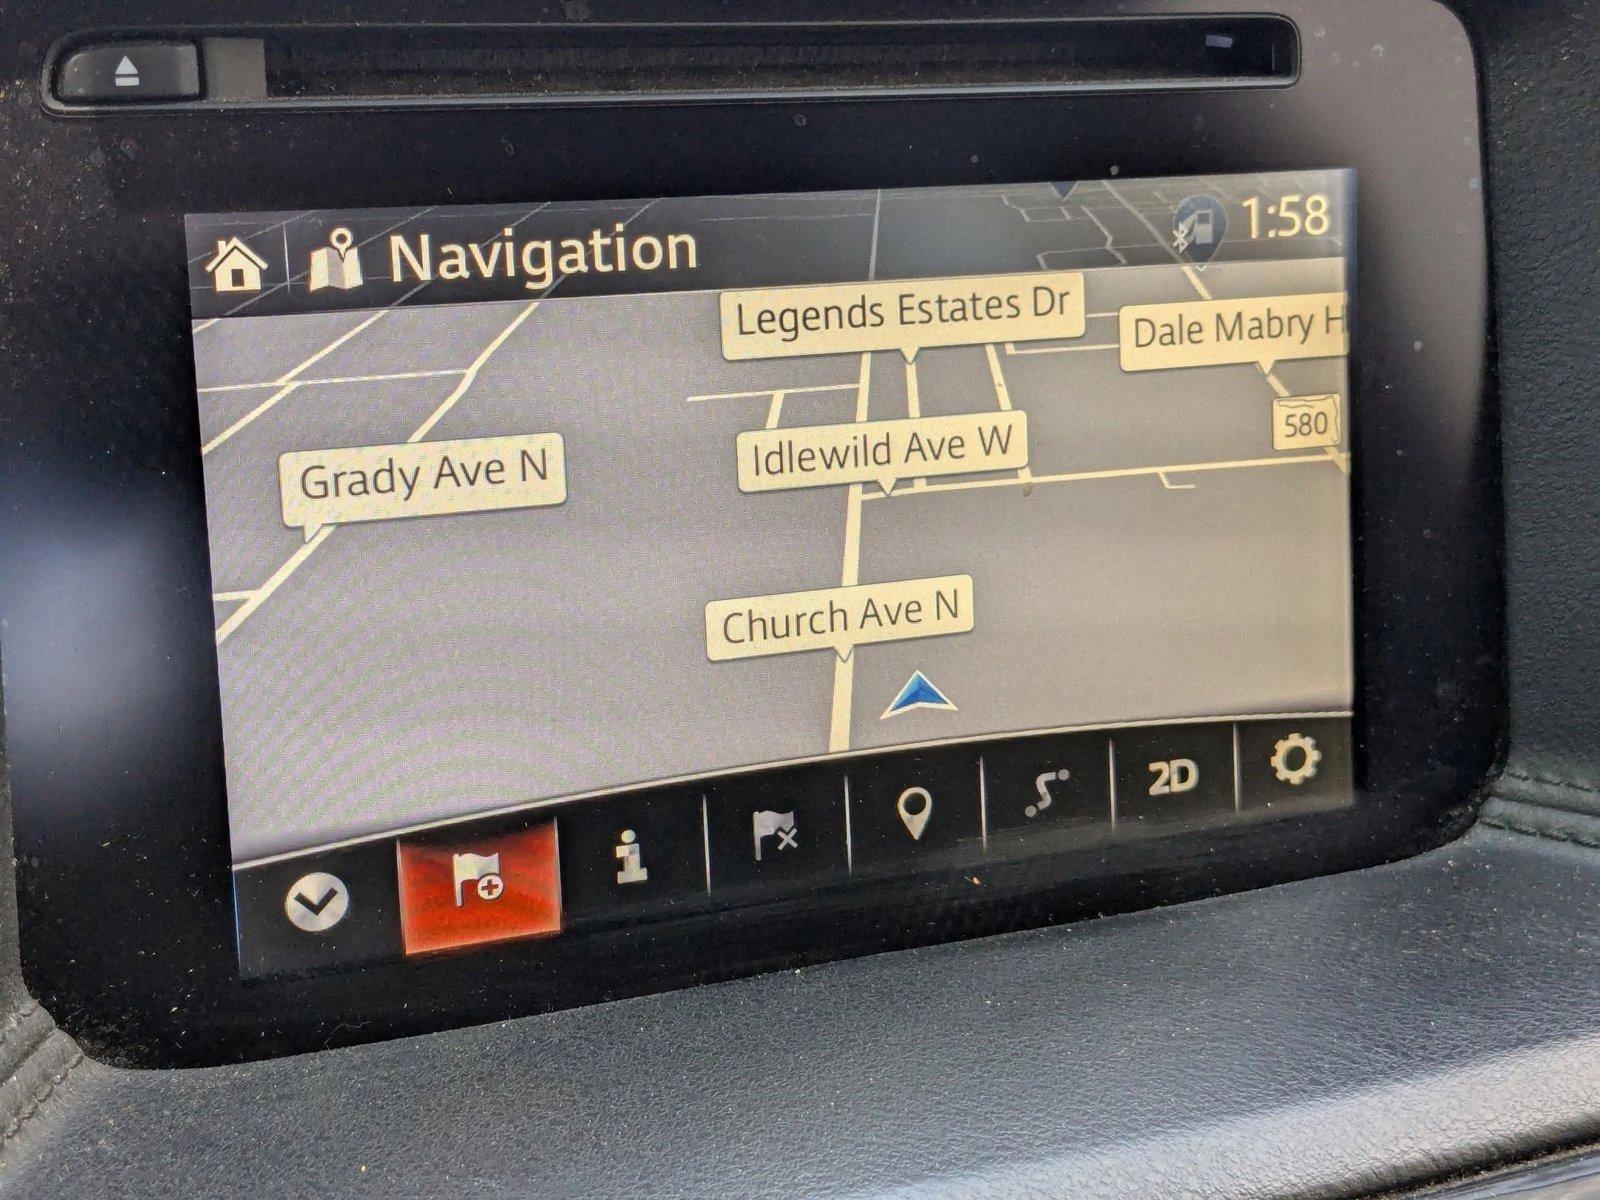 Navigation
1:58
Legends Estates Dr
Dale Mabry H
580
Idlewild Ave W
Grady Ave N
Church Ave N
2D